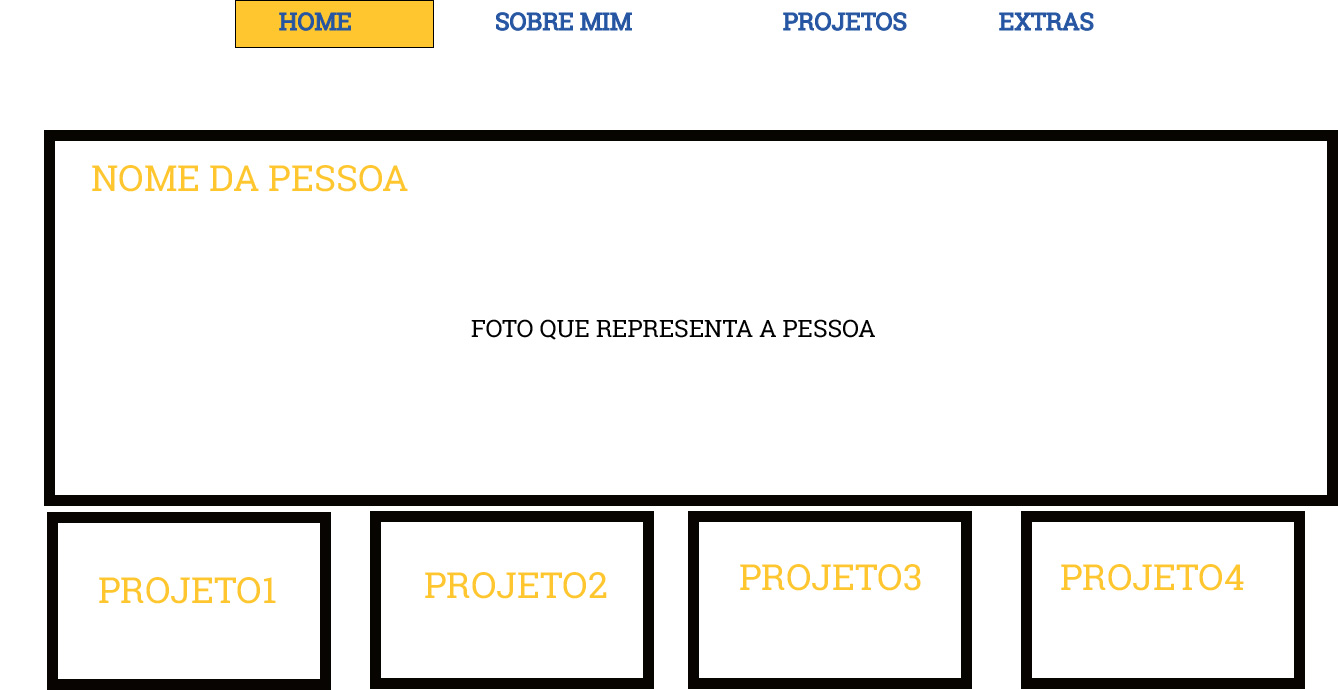 HOME SOBRE MIM PROJETOS EXTRAS
NOME DA PESSOA
FOTO QUE REPRESENTA A PESSOA
PROJETO1 PROJETO2 PROJETO3 PROJETO4